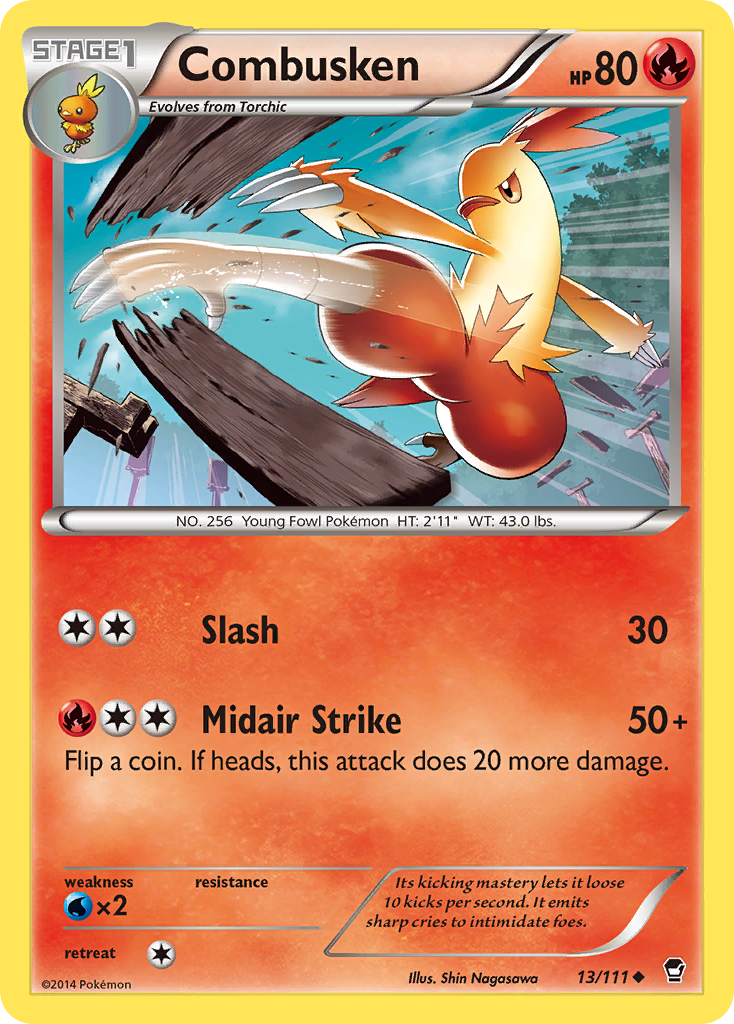 STAGE1
Combusken
HP80
Evolves from Torchic
NO. 256 Young Fowl Pokémon HT: 2'11" WT: 43.0 lbs.
Slash 30
Midair Strike 50+
Flip a coin. If heads, this attack does 20 more damage.
weakness resistance
×2
Its kicking mastery lets it loose
10 kicks per second. It emits
sharp cries to intimidate foes.
retreat
©2014 Pokémon
Illus. Shin Nagasawa 13/111